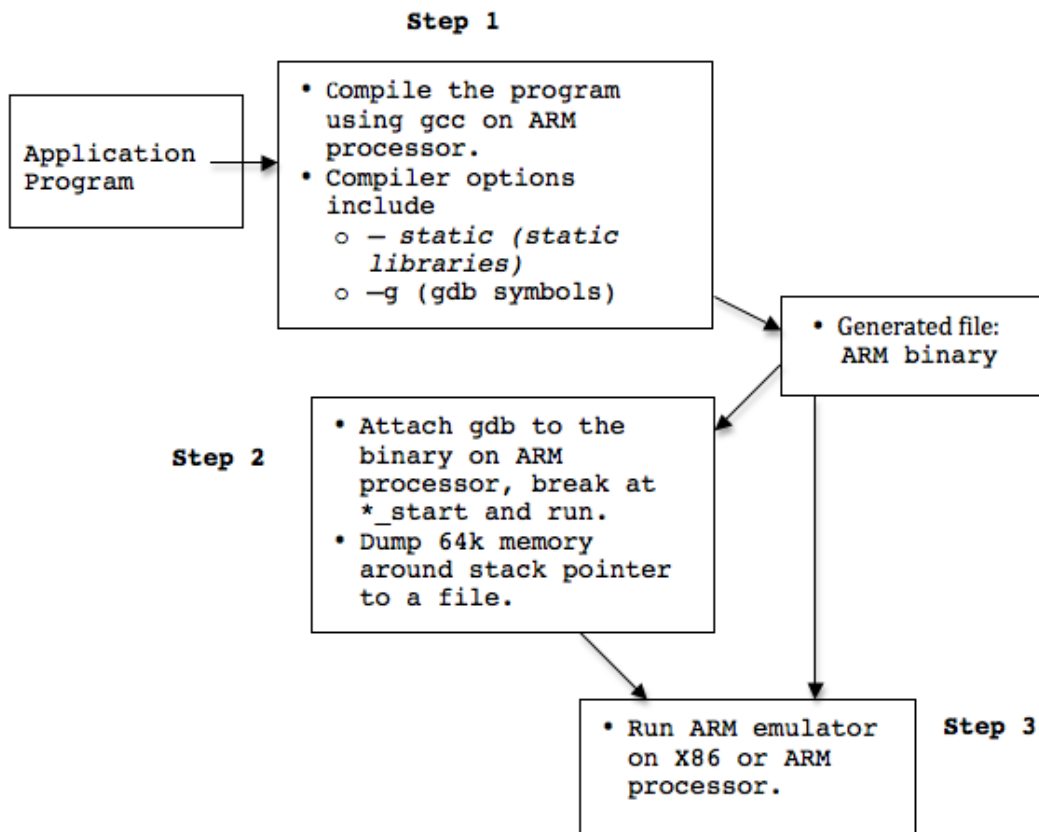 Step 1
Application
Program
• Compile the program
using gcc on ARM
processor.
• Compiler options
include
o — static (static
libraries)
o —g (gdb symbols)
• Generated file:
ARM binary
Step 2
• Attach gdb to the
binary on ARM
processor, break at
*_start and run.
• Dump 64k memory
around stack pointer
to a file.
• Run ARM emulator
on X86 or ARM
processor.
Step 3